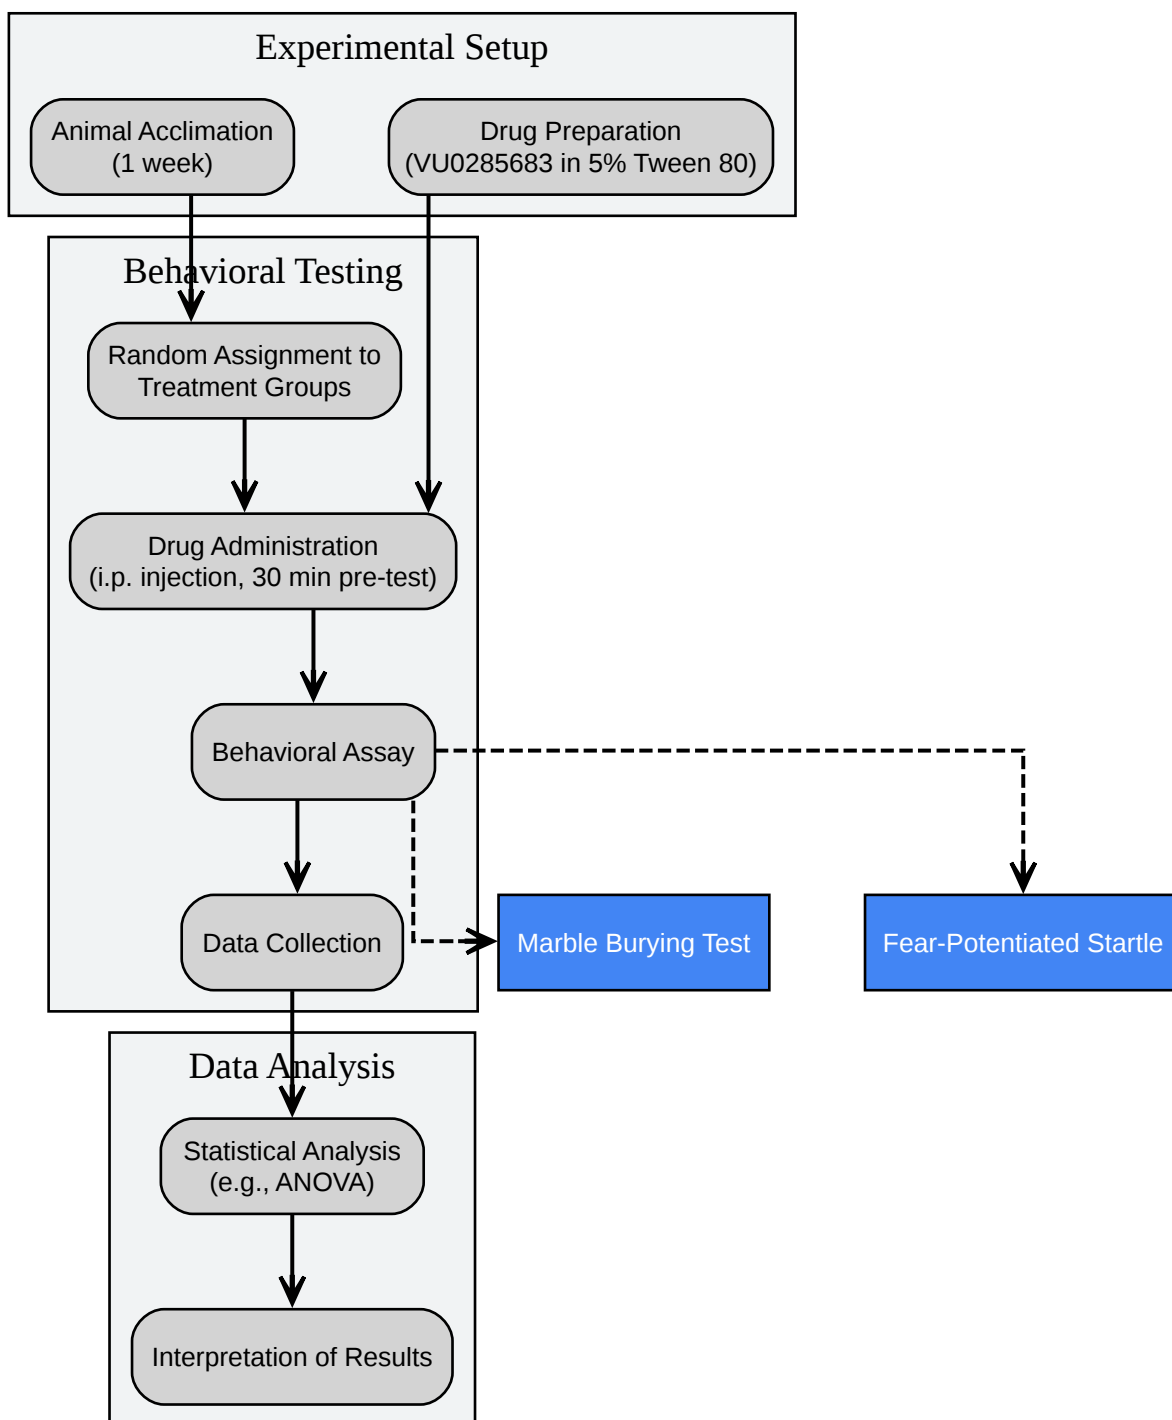 Experimental Setup
Animal Acclimation
(1 week)
Drug Preparation
(VU0285683 in 5% Tween 80)
Behavioral Testing
Random Assignment to
Treatment Groups
Drug Administration
(i.p. injection, 30 min pre-test)
Behavioral Assay
Data Collection
Marble Burying Test
Fear-Potentiated Startle
Data Analysis
Statistical Analysis
(e.g., ANOVA)
Interpretation of Results